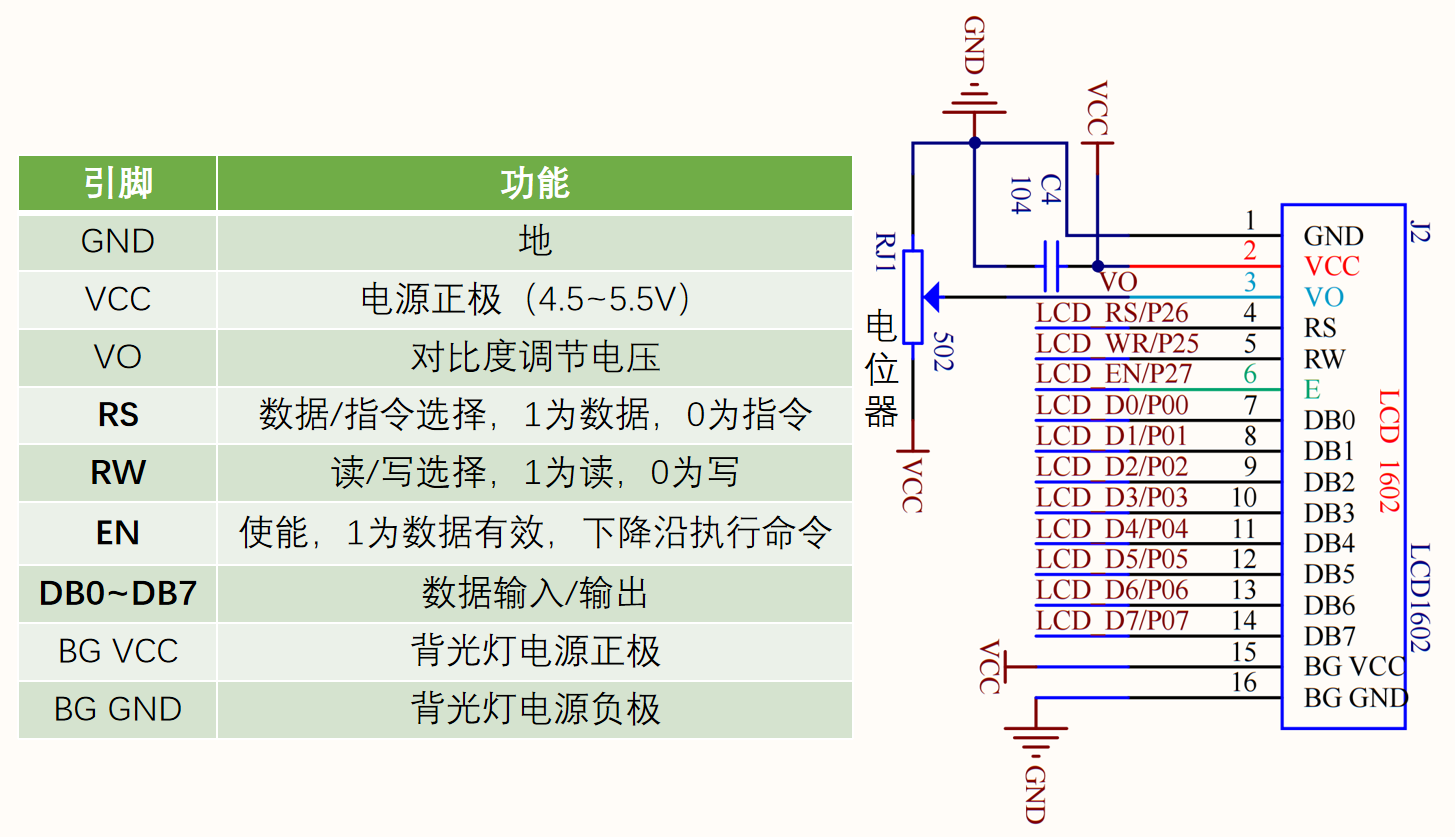 引脚 功能
GND 地
VCC 电源正极（4.5~5.5V）
VO 对比度调节电压
RS 数据/指令选择，1为数据，0为指令
RW 读/写选择，1为读，0为写
EN 使能，1为数据有效，下降沿执行命令
DB0~DB7 数据输入/输出
BG VCC 背光灯电源正极
BG GND 背光灯电源负极
GND
VCC
C4
104
RJ1
电位器
502
VCC
J2
1 GND
2 VCC
VO 3 VO
LCD_RS/P26 4 RS
LCD_WR/P25 5 RW
LCD_EN/P27 6 E
LCD_D0/P00 7 DB0
LCD_D1/P01 8 DB1
LCD_D2/P02 9 DB2
LCD_D3/P03 10 DB3
LCD_D4/P04 11 DB4
LCD_D5/P05 12 DB5
LCD_D6/P06 13 DB6
LCD_D7/P07 14 DB7
VCC 15 BG VCC
16 BG GND
GND
LCD 1602
LCD1602